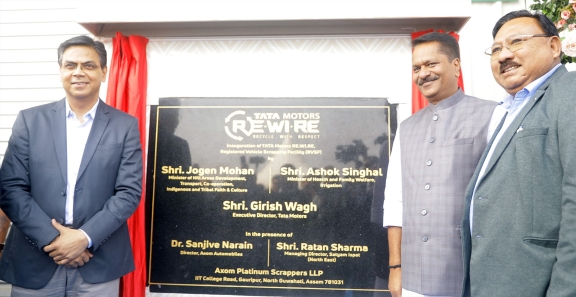 TATA MOTORS
RE.WI.RE
RECYCLE WITH RESPECT
Inauguration of TATA Motors RE.WI.RE.
Registered Vehicle Scrapping Facility (RVSF)
by
Shri. Jogen Mohan
Minister of Hill Areas Development,
Transport, Co-operation,
Indigenous and Tribal Faith & Culture
Shri. Ashok Singhal
Minister of Health and Family Welfare,
Irrigation
Shri. Girish Wagh
Executive Director, Tata Motors
In the presence of
Dr. Sanjive Narain
Director, Axom Automobiles
Shri. Ratan Sharma
Managing Director, Satyam Ispat
(North East)
Axom Platinum Scrappers LLP
IIT College Road, Gauripur, North Guwahati, Assam 781031